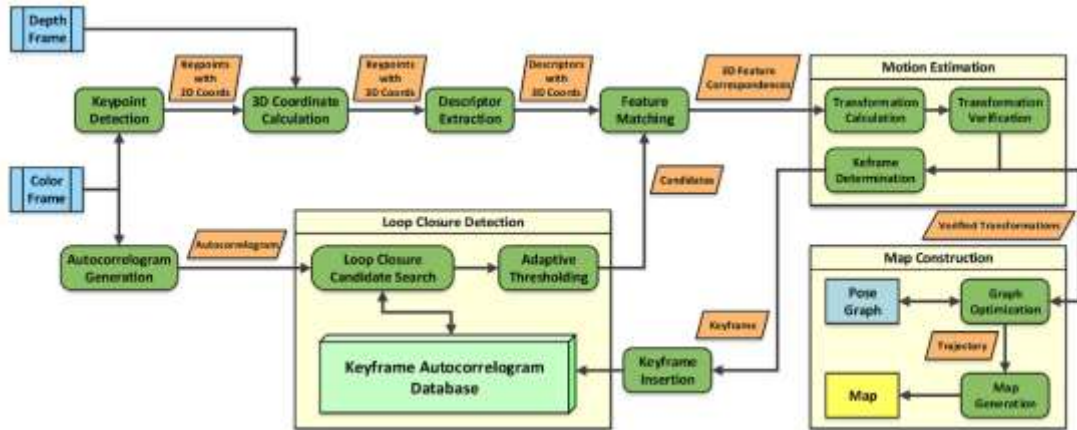 Depth
Frame
Keypoints
with
2D Coords
Keypoints
with
3D Coords
Descriptors
with
3D Coords
3D Feature
Correspondences
Motion Estimation
Keypoint
Detection
3D Coordinate
Calculation
Descriptor
Extraction
Feature
Matching
Transformation
Calculation
Transformation
Verification
Keframe
Determination
Color
Frame
Candidates
Loop Closure Detection
Autocorrelogram
Autocorrelogram
Generation
Loop Closure
Candidate Search
Adaptive
Thresholding
Verified Transformations
Map Construction
Pose
Graph
Graph
Optimization
Keyframe
Trajectory
Keyframe Autocorrelogram
Database
Keyframe
Insertion
Map
Map
Generation